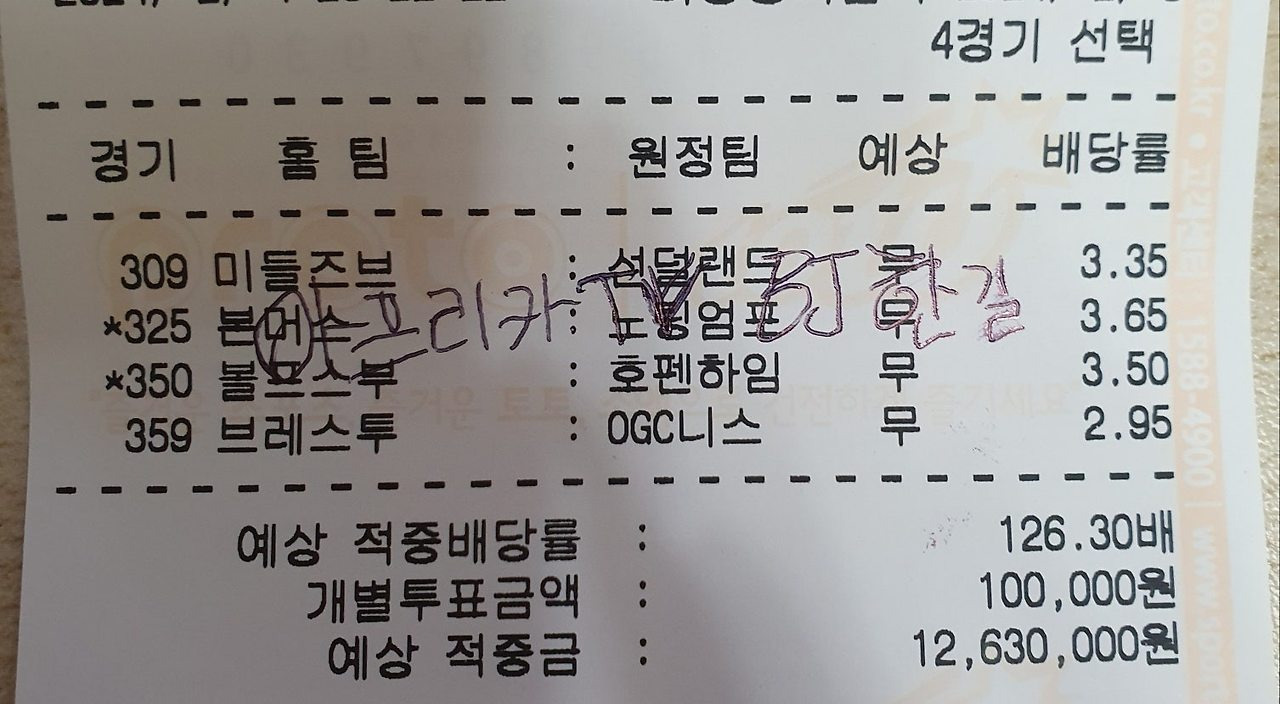 4경기 선택
경기 홈 팀 : 원정팀 예상 배당률
309 미들즈브 : 선덜랜드 무 3.35
*325 본머스 : 노팅엄포 무 3.65
아프리카TV BJ 한길
*350 볼프스부 : 호펜하임 무 3.50
359 브레스투 : OGC니스 무 2.95
예상 적중배당률 : 126.30배
개별투표금액 : 100,000원
예상 적중금 : 12,630,000원
1588-4900 | www.spor